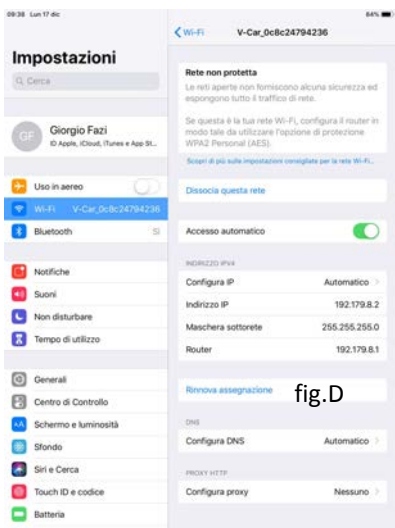 09:38 Lun 17 dic
64%
Impostazioni
Cerca
GF
Giorgio Fazi
ID Apple, iCloud, iTunes e App St...
Uso in aereo
Wi-Fi V-Car_0c8c24794236
Bluetooth Sì
Notifiche
Suoni
Non disturbare
Tempo di utilizzo
Generali
Centro di Controllo
AA Schermo e luminosità
Sfondo
Siri e Cerca
Touch ID e codice
Batteria
Wi-Fi V-Car_0c8c24794236
Rete non protetta
Le reti aperte non forniscono alcuna sicurezza ed
espongono tutto il traffico di rete.
Se questa è la tua rete Wi-Fi, configura il router in
modo tale da utilizzare l'opzione di protezione
WPA2 Personal (AES).
Scopri di più sulle impostazioni consigliate per la rete Wi-Fi...
Dissocia questa rete
Accesso automatico
INDIRIZZO IPV4
Configura IP Automatico
Indirizzo IP 192.179.8.2
Maschera sottorete 255.255.255.0
Router 192.179.8.1
Rinnova assegnazione
fig.D
DNS
Configura DNS Automatico
PROXY HTTP
Configura proxy Nessuno